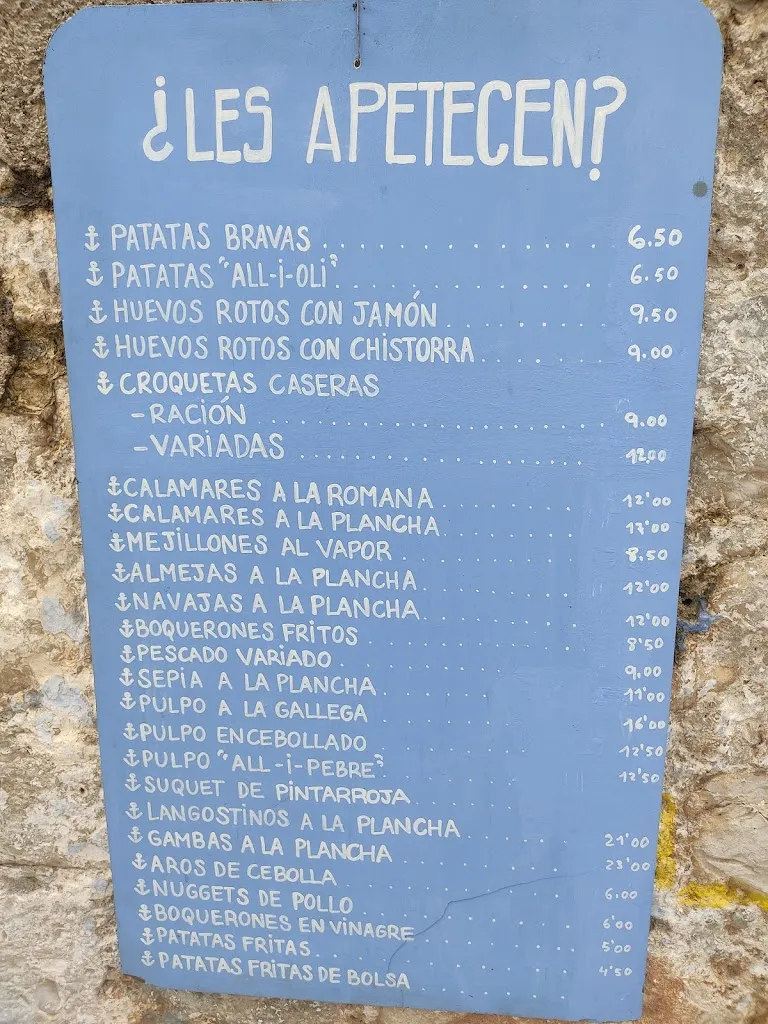 ¿LES APETECEN?
PATATAS BRAVAS 6.50
PATATAS "ALL-i-OLi" 6.50
HUEVOS ROTOS CON JAMÓN 9.50
HUEVOS ROTOS CON CHISTORRA 9.00
CROQUETAS CASERAS
-RACIÓN 9.00
-VARIADAS 12.00
CALAMARES A LA ROMANA 12'00
CALAMARES A LA PLANCHA
MEJILLONES AL VAPOR 8.50
ALMEJAS A LA PLANCHA 12'00
NAVAJAS A LA PLANCHA 12'00
BOQUERONES FRITOS 8'50
PESCADO VARIADO 9.00
SEPIA A LA PLANCHA 11'00
PULPO A LA GALLEGA 16'00
PULPO ENCEBOLLADO 12'50
PULPO "ALL-i-PEBRE" 12'50
SUQUET DE PINTARROJA
LANGOSTINOS A LA PLANCHA 21'00
GAMBAS A LA PLANCHA 23'00
AROS DE CEBOLLA 6.00
NUGGETS DE POLLO 6'00
BOQUERONES EN VINAGRE 5'00
PATATAS FRITAS 4'50
PATATAS FRITAS DE BOLSA